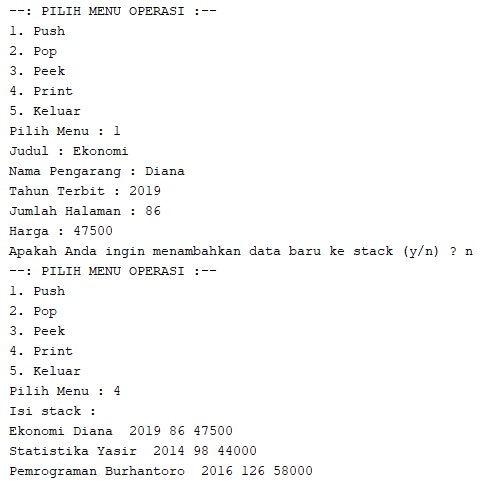 --: PILIH MENU OPERASI :--
1. Push
2. Pop
3. Peek
4. Print
5. Keluar
Pilih Menu : 1
Judul : Ekonomi
Nama Pengarang : Diana
Tahun Terbit : 2019
Jumlah Halaman : 86
Harga : 47500
Apakah Anda ingin menambahkan data baru ke stack (y/n) ? n
--: PILIH MENU OPERASI :--
1. Push
2. Pop
3. Peek
4. Print
5. Keluar
Pilih Menu : 4
Isi stack :
Ekonomi Diana  2019 86 47500
Statistika Yasir  2014 98 44000
Pemrograman Burhantoro  2016 126 58000